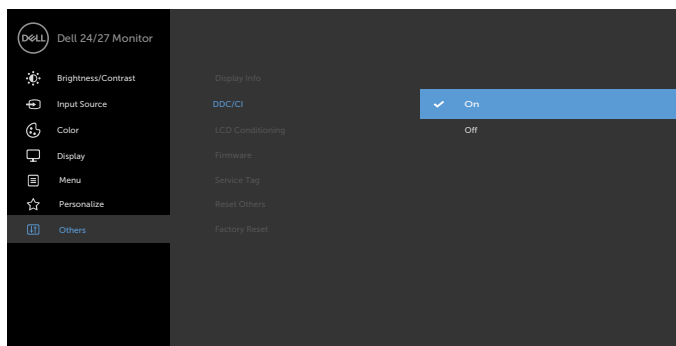 DELL Dell 24/27 Monitor
Brightness/Contrast
Input Source
Color
Display
Menu
Personalize
Others
Display Info
DDC/CI
LCD Conditioning
Firmware
Service Tag
Reset Others
Factory Reset
On
Off